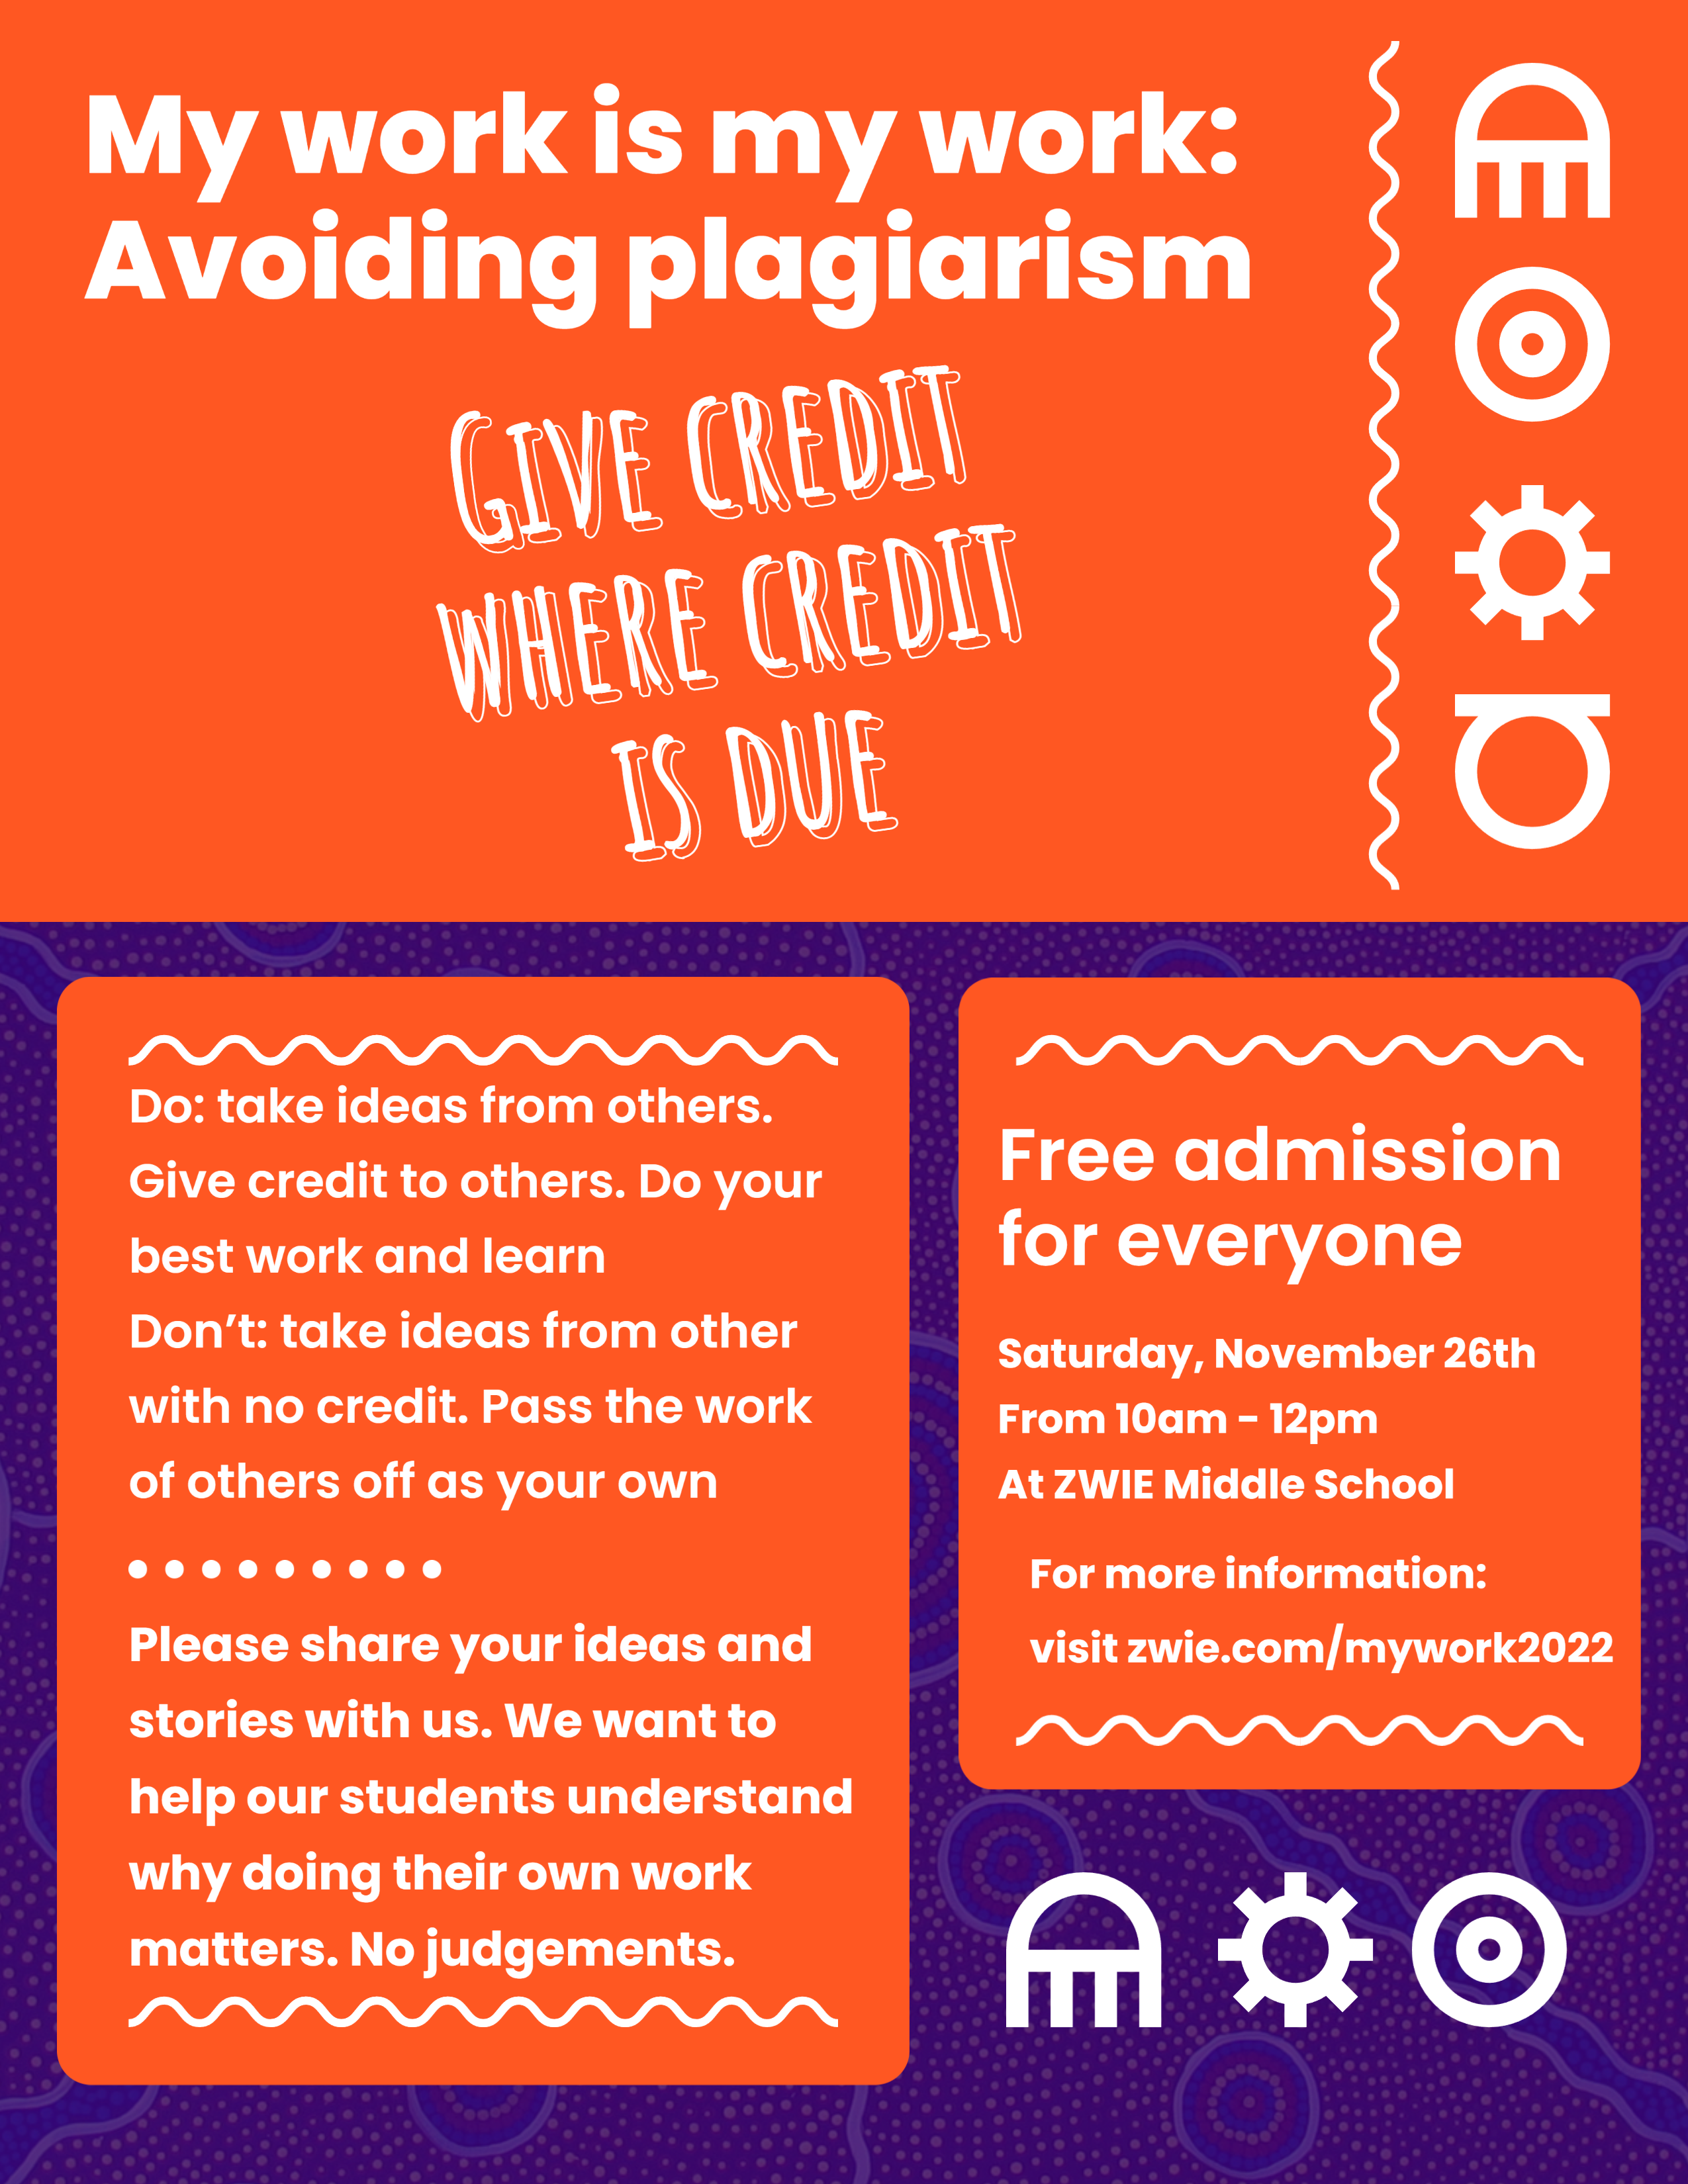 My work is my work:
Avoiding plagiarism
GIVE CREDIT
WHERE CREDIT
IS DUE
Do: take ideas from others.
Give credit to others. Do your
best work and learn
Don’t: take ideas from other
with no credit. Pass the work
of others off as your own
Please share your ideas and
stories with us. We want to
help our students understand
why doing their own work
matters. No judgements.
Free admission
for everyone
Saturday, November 26th
From 10am - 12pm
At ZWIE Middle School
For more information:
visit zwie.com/mywork2022